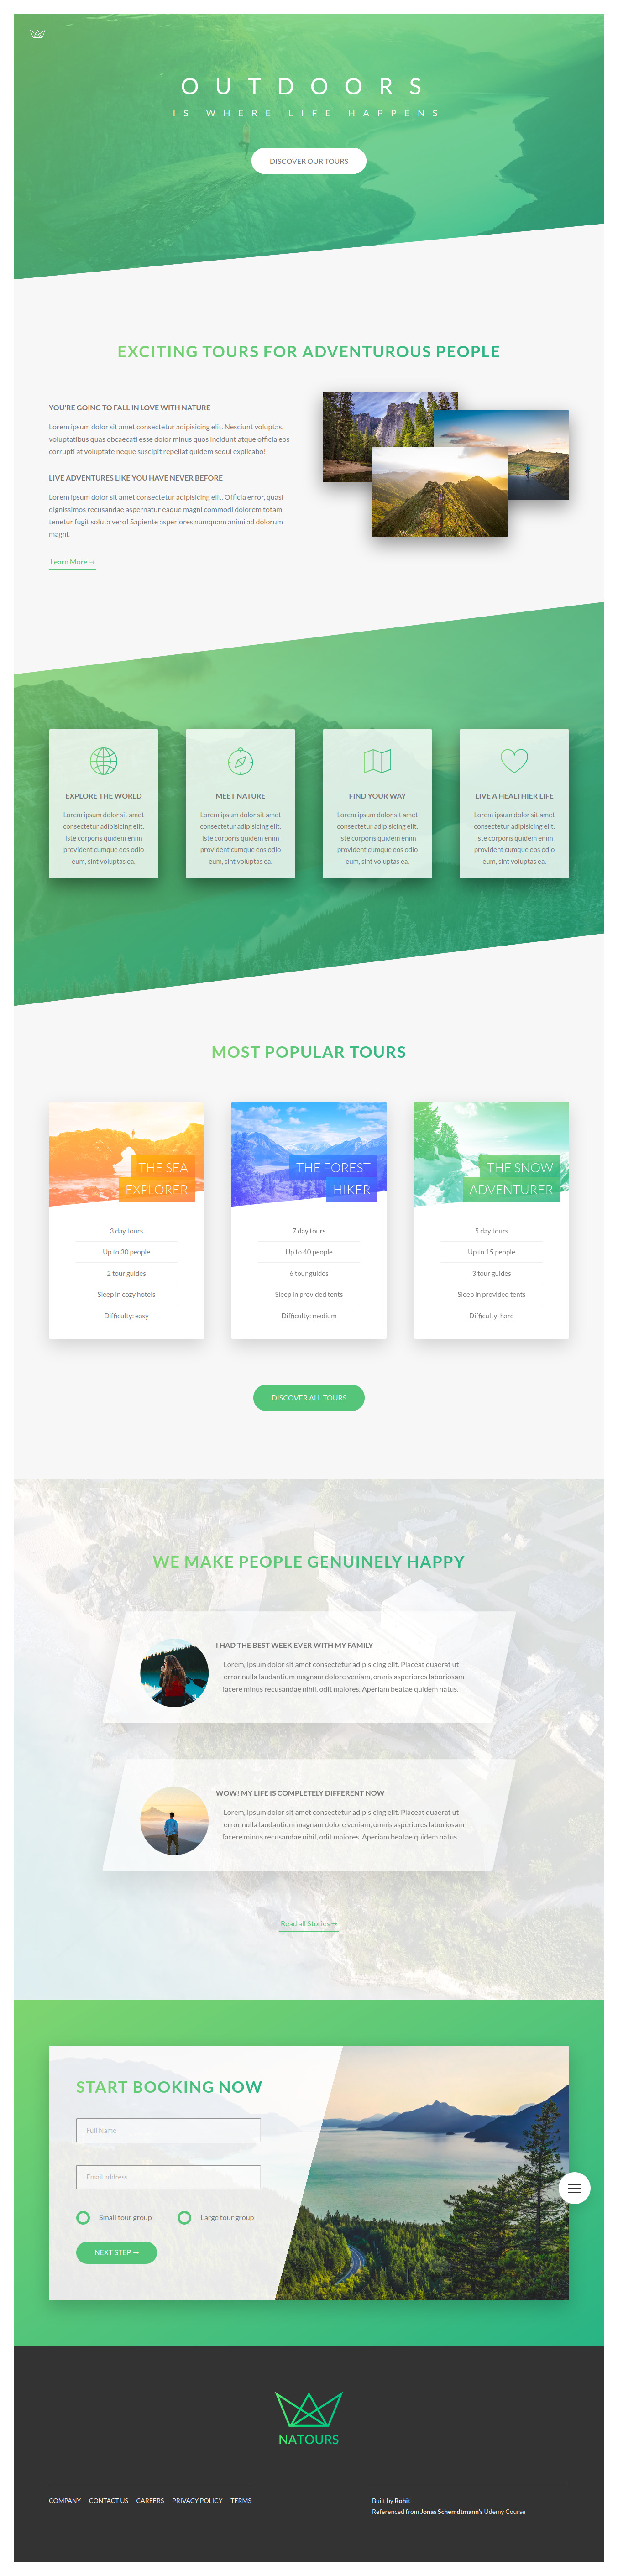 OUTDOORS
IS WHERE LIFE HAPPENS
DISCOVER OUR TOURS
EXCITING TOURS FOR ADVENTUROUS PEOPLE
YOU'RE GOING TO FALL IN LOVE WITH NATURE
Lorem ipsum dolor sit amet consectetur adipisicing elit. Nesciunt voluptas,
voluptatibus quas obcaecati esse dolor minus quos incidunt atque officia eos
corrupti at voluptate neque suscipit repellat quidem sequi explicabo!
LIVE ADVENTURES LIKE YOU HAVE NEVER BEFORE
Lorem ipsum dolor sit amet consectetur adipisicing elit. Officia error, quasi
dignissimos recusandae aspernatur eaque magni commodi dolorem totam
tenetur fugit soluta vero! Sapiente asperiores numquam animi ad dolorum
magni.
Learn More →
EXPLORE THE WORLD
Lorem ipsum dolor sit amet
consectetur adipisicing elit.
Iste corporis quidem enim
provident cumque eos odio
eum, sint voluptas ea.
MEET NATURE
Lorem ipsum dolor sit amet
consectetur adipisicing elit.
Iste corporis quidem enim
provident cumque eos odio
eum, sint voluptas ea.
FIND YOUR WAY
Lorem ipsum dolor sit amet
consectetur adipisicing elit.
Iste corporis quidem enim
provident cumque eos odio
eum, sint voluptas ea.
LIVE A HEALTHIER LIFE
Lorem ipsum dolor sit amet
consectetur adipisicing elit.
Iste corporis quidem enim
provident cumque eos odio
eum, sint voluptas ea.
MOST POPULAR TOURS
THE SEA
EXPLORER
3 day tours
Up to 30 people
2 tour guides
Sleep in cozy hotels
Difficulty: easy
THE FOREST
HIKER
7 day tours
Up to 40 people
6 tour guides
Sleep in provided tents
Difficulty: medium
THE SNOW
ADVENTURER
5 day tours
Up to 15 people
3 tour guides
Sleep in provided tents
Difficulty: hard
DISCOVER ALL TOURS
WE MAKE PEOPLE GENUINELY HAPPY
I HAD THE BEST WEEK EVER WITH MY FAMILY
Lorem, ipsum dolor sit amet consectetur adipisicing elit. Placeat quaerat ut
error nulla laudantium magnam dolore veniam, omnis asperiores laboriosam
facere minus recusandae nihil, odit maiores. Aperiam beatae quidem natus.
WOW! MY LIFE IS COMPLETELY DIFFERENT NOW
Lorem, ipsum dolor sit amet consectetur adipisicing elit. Placeat quaerat ut
error nulla laudantium magnam dolore veniam, omnis asperiores laboriosam
facere minus recusandae nihil, odit maiores. Aperiam beatae quidem natus.
Read all Stories →
START BOOKING NOW
Full Name
Email address
Small tour group
Large tour group
NEXT STEP →
NATOURS
COMPANY CONTACT US CAREERS PRIVACY POLICY TERMS
Built by Rohit
Referenced from Jonas Schemdtmann's Udemy Course